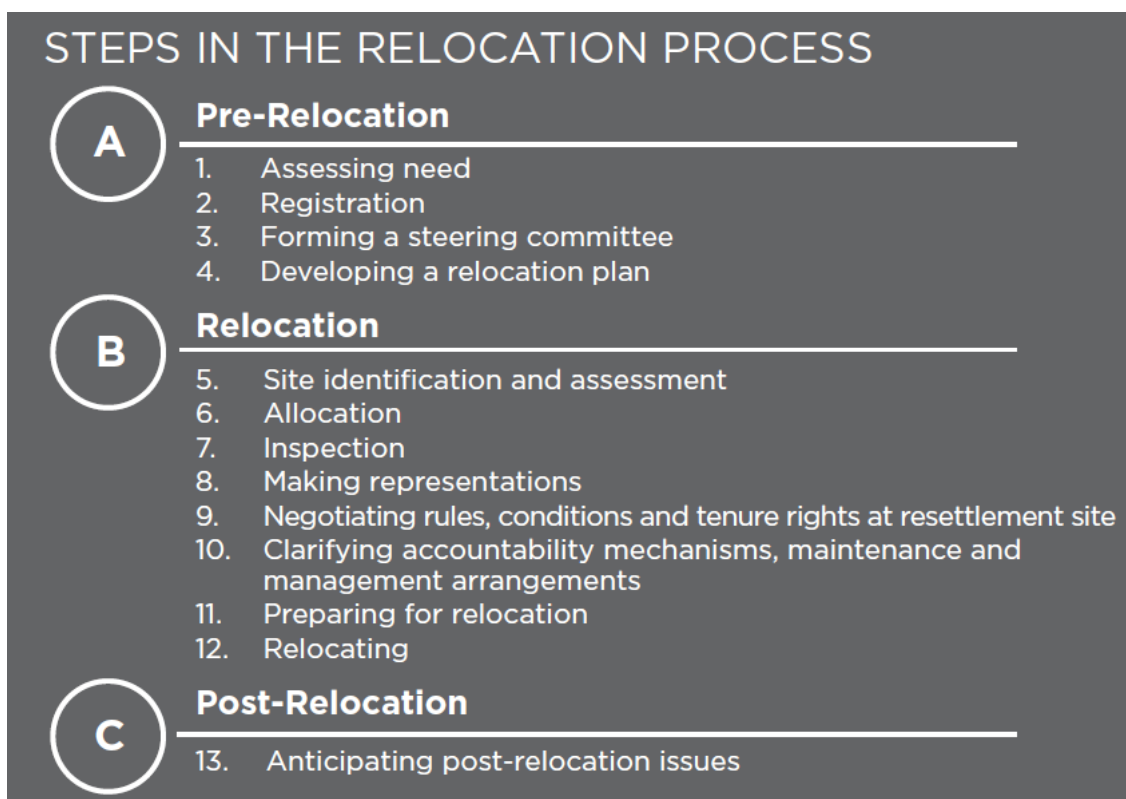 STEPS IN THE RELOCATION PROCESS
A
Pre-Relocation
1. Assessing need
2. Registration
3. Forming a steering committee
4. Developing a relocation plan
B
Relocation
5. Site identification and assessment
6. Allocation
7. Inspection
8. Making representations
9. Negotiating rules, conditions and tenure rights at resettlement site
10. Clarifying accountability mechanisms, maintenance and
management arrangements
11. Preparing for relocation
12. Relocating
C
Post-Relocation
13. Anticipating post-relocation issues